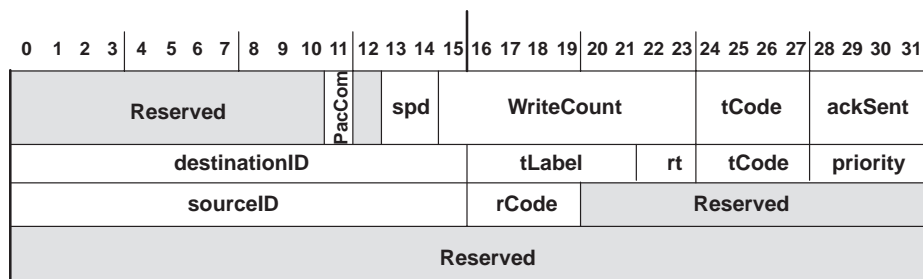 0 1 2 3 4 5 6 7 8 9 10 11 12 13 14 15 16 17 18 19 20 21 22 23 24 25 26 27 28 29 30 31
Reserved PacCom spd WriteCount tCode ackSent
destinationID tLabel rt tCode priority
sourceID rCode Reserved
Reserved